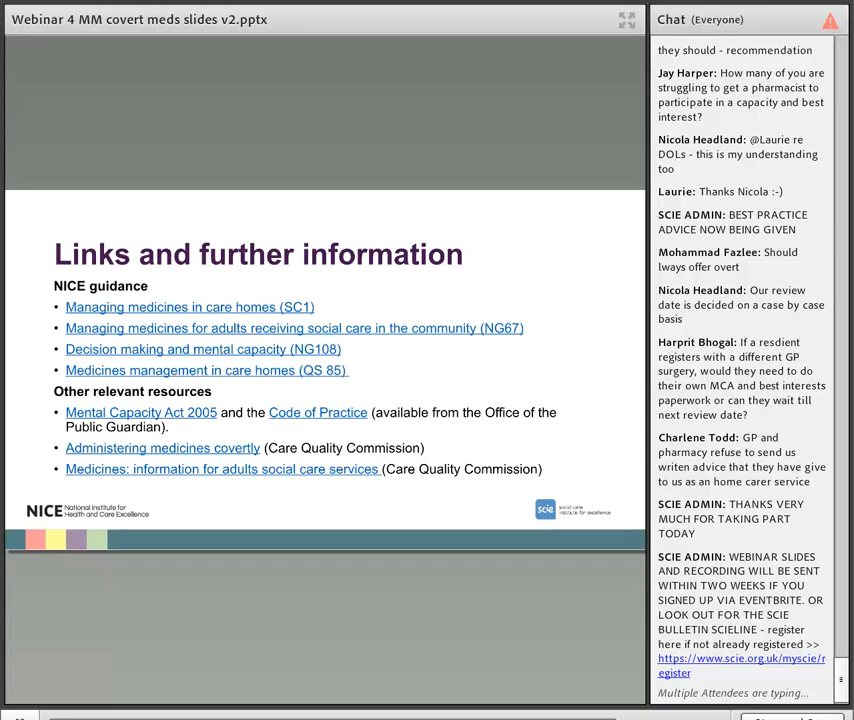 Webinar 4 MM covert meds slides v2.pptx
Links and further information
NICE guidance
• Managing medicines in care homes (SC1)
• Managing medicines for adults receiving social care in the community (NG67)
• Decision making and mental capacity (NG108)
• Medicines management in care homes (QS 85)
Other relevant resources
• Mental Capacity Act 2005 and the Code of Practice (available from the Office of the
Public Guardian).
• Administering medicines covertly (Care Quality Commission)
• Medicines: information for adults social care services (Care Quality Commission)
NICE National Institute for
Health and Care Excellence
scie social care
institute for excellence
Chat (Everyone)
they should - recommendation
Jay Harper: How many of you are
struggling to get a pharmacist to
participate in a capacity and best
interest?
Nicola Headland: @Laurie re
DOLs - this is my understanding
too
Laurie: Thanks Nicola :-)
SCIE ADMIN: BEST PRACTICE
ADVICE NOW BEING GIVEN
Mohammad Fazlee: Should
lways offer overt
Nicola Headland: Our review
date is decided on a case by case
basis
Harprit Bhogal: If a resdient
registers with a different GP
surgery, would they need to do
their own MCA and best interests
paperwork or can they wait till
next review date?
Charlene Todd: GP and
pharmacy refuse to send us
writen advice that they have give
to us as an home carer service
SCIE ADMIN: THANKS VERY
MUCH FOR TAKING PART
TODAY
SCIE ADMIN: WEBINAR SLIDES
AND RECORDING WILL BE SENT
WITHIN TWO WEEKS IF YOU
SIGNED UP VIA EVENTBRITE. OR
LOOK OUT FOR THE SCIE
BULLETIN SCIELINE - register
here if not already registered >>
https://www.scie.org.uk/myscie/r
egister
Multiple Attendees are typing...